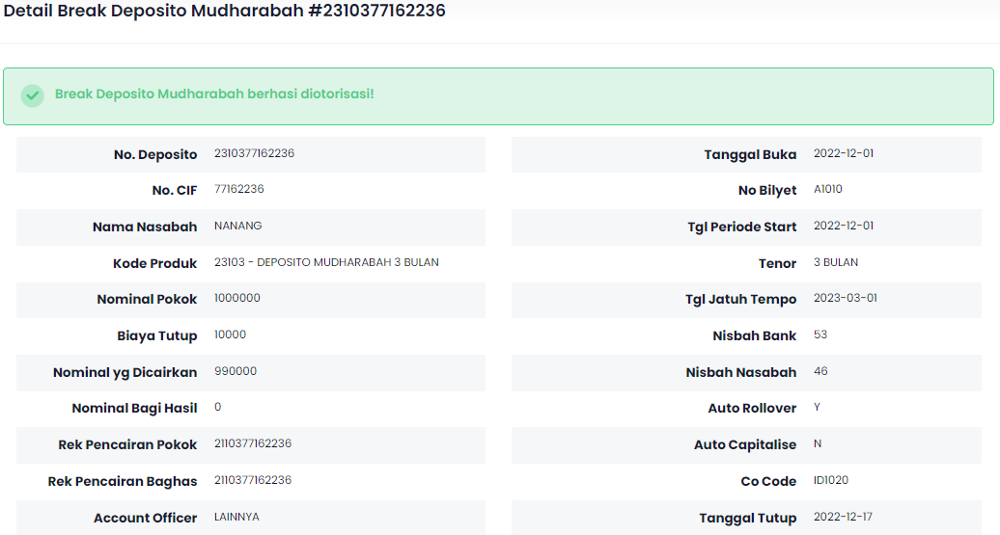 Detail Break Deposito Mudharabah #2310377162236
Break Deposito Mudharabah berhasi diotorisasi!
No. Deposito 2310377162236
No. CIF 77162236
Nama Nasabah NANANG
Kode Produk 23103 - DEPOSITO MUDHARABAH 3 BULAN
Nominal Pokok 1000000
Biaya Tutup 10000
Nominal yg Dicairkan 990000
Nominal Bagi Hasil 0
Rek Pencairan Pokok 2110377162236
Rek Pencairan Baghas 2110377162236
Account Officer LAINNYA
Tanggal Buka 2022-12-01
No Bilyet A1010
Tgl Periode Start 2022-12-01
Tenor 3 BULAN
Tgl Jatuh Tempo 2023-03-01
Nisbah Bank 53
Nisbah Nasabah 46
Auto Rollover Y
Auto Capitalise N
Co Code ID1020
Tanggal Tutup 2022-12-17